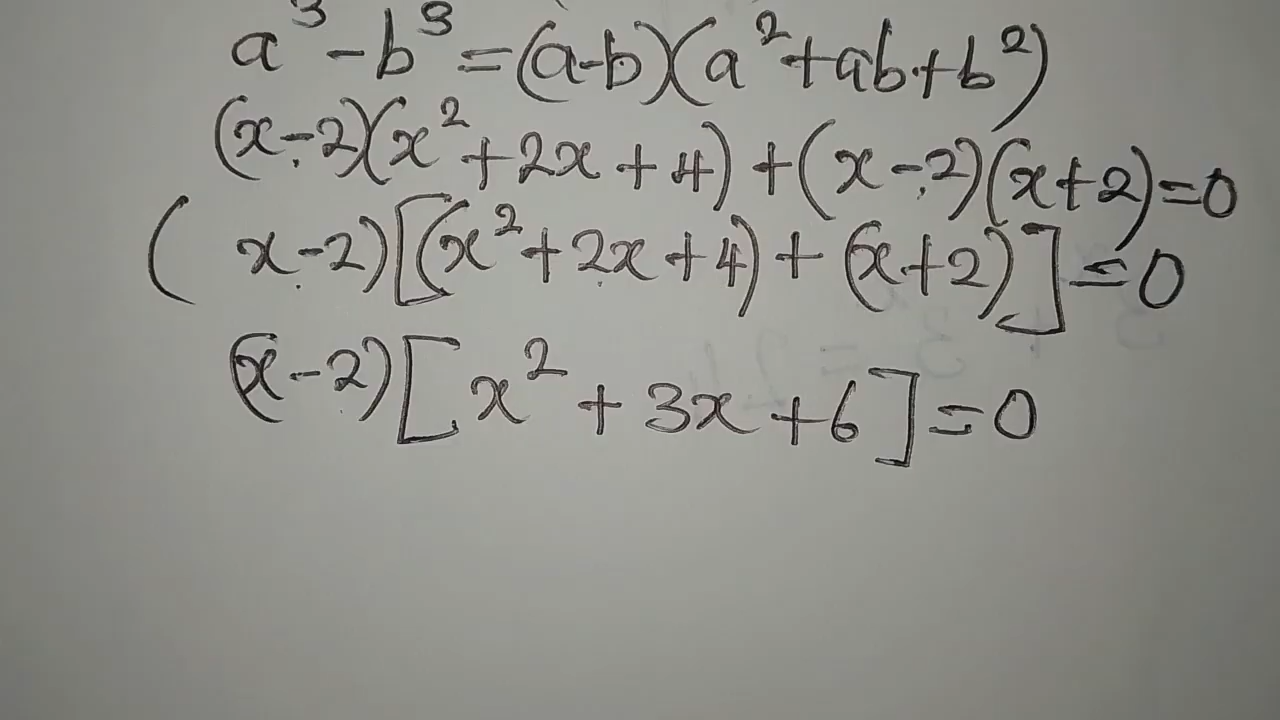 a³-b³=(a-b)(a²+ab+b²)
(x-2)(x²+2x+4)+(x-2)(x+2)=0
(x-2)[(x²+2x+4)+(x+2)]=0
(x-2)[x²+3x+6]=0